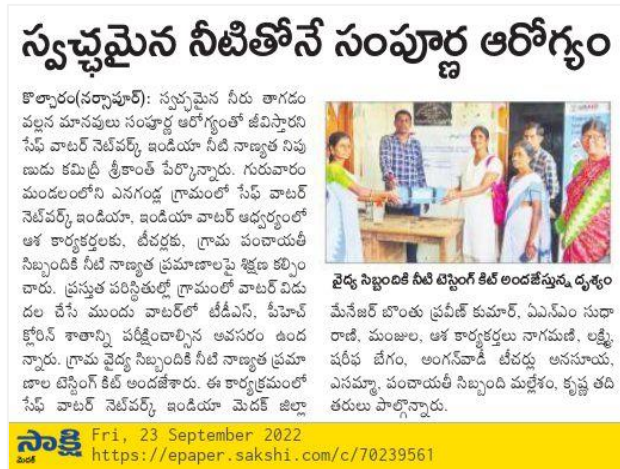 స్వచ్ఛమైన నీటితోనే సంపూర్ణ ఆరోగ్యం
కొల్చారం(నర్సాపూర్): స్వచ్ఛమైన నీరు తాగడం
వల్లన మానవులు సంపూర్ణ ఆరోగ్యంతో జీవిస్తారని
సేఫ్ వాటర్ నెట్‌వర్క్ ఇండియా నీటి నాణ్యత నిపు
ణుడు కమిద్రీ శ్రీకాంత్ పేర్కొన్నారు. గురువారం
మండలంలోని ఎనగండ్ల గ్రామంలో సేఫ్ వాటర్
నెట్‌వర్క్ ఇండియా, ఇండియా వాటర్ ఆధ్వర్యంలో
ఆశ కార్యకర్తలకు, టీచర్లకు, గ్రామ పంచాయతీ
సిబ్బందికి నీటి నాణ్యత ప్రమాణాలపై శిక్షణ కల్పిం
చారు. ప్రస్తుత పరిస్థితుల్లో గ్రామంలో వాటర్ విడు
దల చేసే ముందు వాటర్‌లో టీడీఎస్, పీహెచ్
క్లోరిన్ శాతాన్ని పరీక్షించాల్సిన అవసరం ఉంద
న్నారు. గ్రామ వైద్య సిబ్బందికి నీటి నాణ్యత ప్రమా
ణాల టెస్టింగ్ కిట్ అందజేశారు. ఈ కార్యక్రమంలో
సేఫ్ వాటర్ నెట్‌వర్క్ ఇండియా మెదక్ జిల్లా
వైద్య సిబ్బందికి నీటి టెస్టింగ్ కిట్ అందజేస్తున్న దృశ్యం
మేనేజర్ బొంతు ప్రవీణ్ కుమార్, ఏఎన్ఎం సుధా
రాణి, మంజుల, ఆశ కార్యకర్తలు నాగమణి, లక్ష్మి,
షరీఫ బేగం, అంగన్‌వాడీ టీచర్లు అనసూయ,
ఎసమ్మా, పంచాయతీ సిబ్బంది మల్లేశం, కృష్ణ తది
తరులు పాల్గొన్నారు.
సాక్షి
మెదక్
Fri, 23 September 2022
https://epaper.sakshi.com/c/70239561